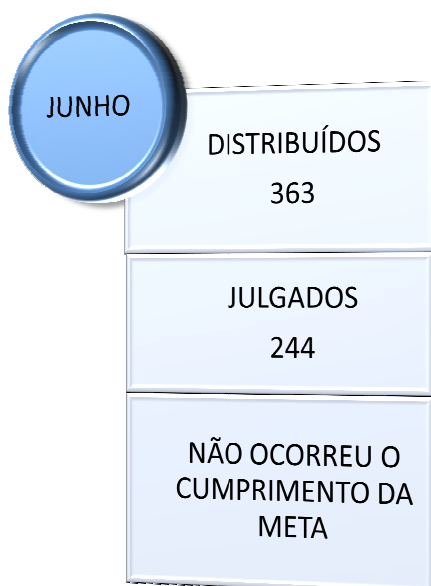 JUNHO
DISTRIBUÍDOS
363
JULGADOS
244
NÃO OCORREU O
CUMPRIMENTO DA
META